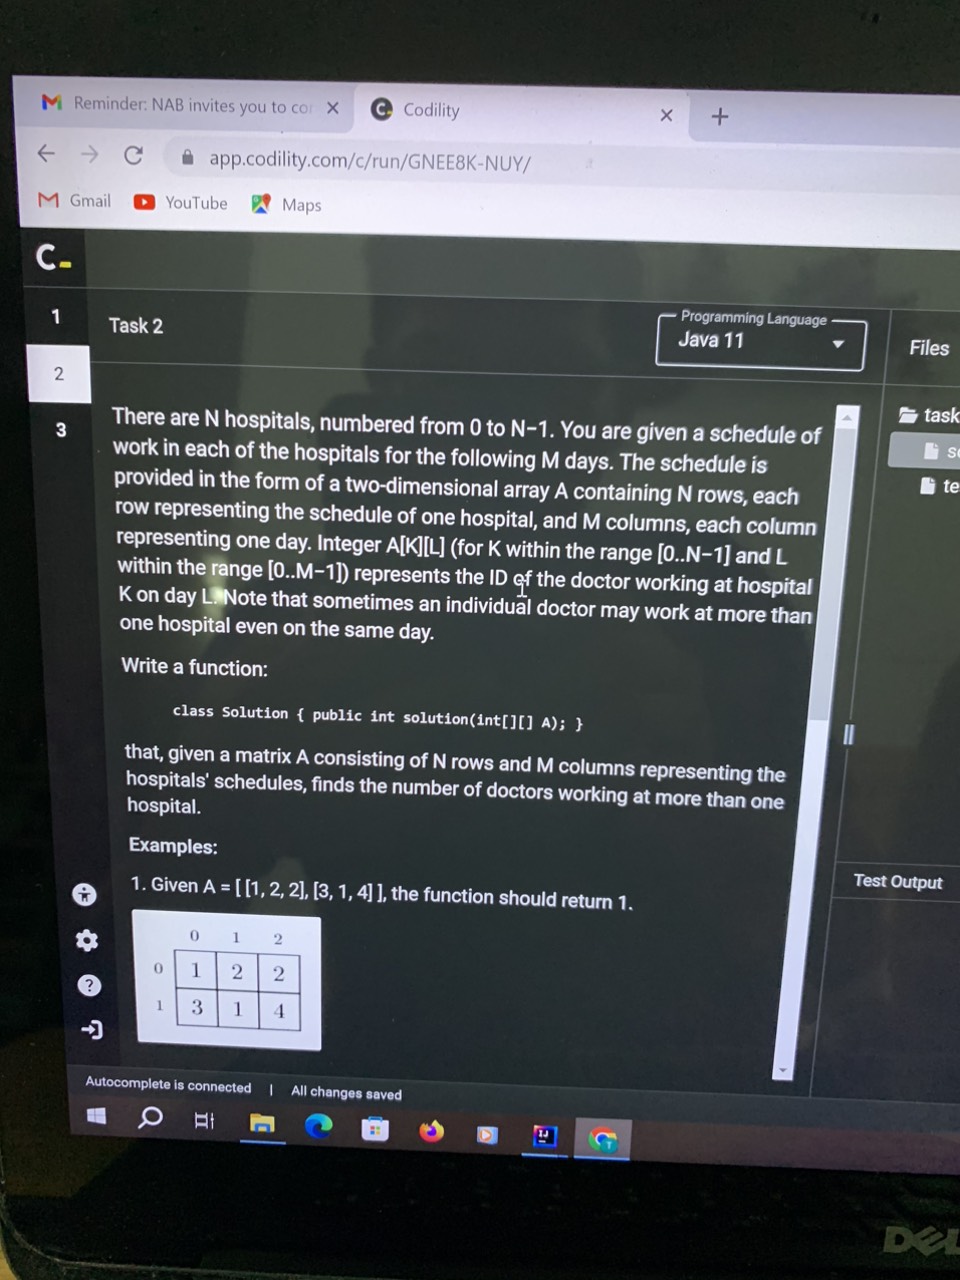 Reminder: NAB invites you to co
Codility
app.codility.com/c/run/GNEE8K-NUY/
Gmail YouTube Maps
C
1
Task 2
Programming Language
Java 11
Files
2
3
task
There are N hospitals, numbered from 0 to N-1. You are given a schedule of
work in each of the hospitals for the following M days. The schedule is
provided in the form of a two-dimensional array A containing N rows, each
row representing the schedule of one hospital, and M columns, each column
representing one day. Integer A[K][L] (for K within the range [0..N-1] and L
within the range [0..M-1]) represents the ID of the doctor working at hospital
K on day L. Note that sometimes an individual doctor may work at more than
one hospital even on the same day.
Write a function:
class Solution { public int solution(int[][] A); }
that, given a matrix A consisting of N rows and M columns representing the
hospitals' schedules, finds the number of doctors working at more than one
hospital.
Examples:
1. Given A = [ [1, 2, 2], [3, 1, 4] ], the function should return 1.
Test Output
0 1 2
0 1 2 2
1 3 1 4
Autocomplete is connected | All changes saved
DELL